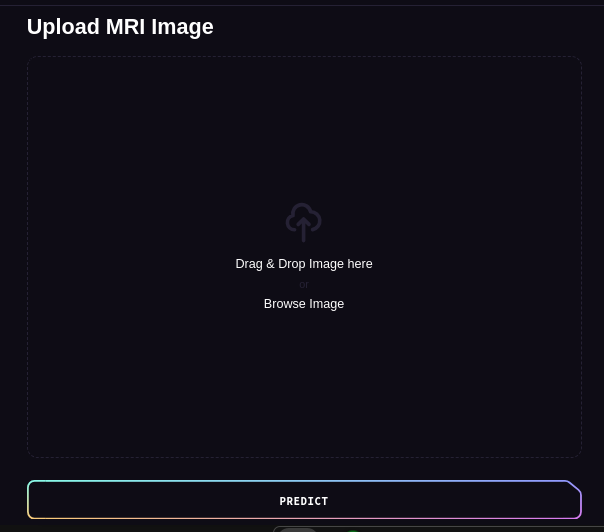 Upload MRI Image
Drag & Drop Image here
or
Browse Image
PREDICT